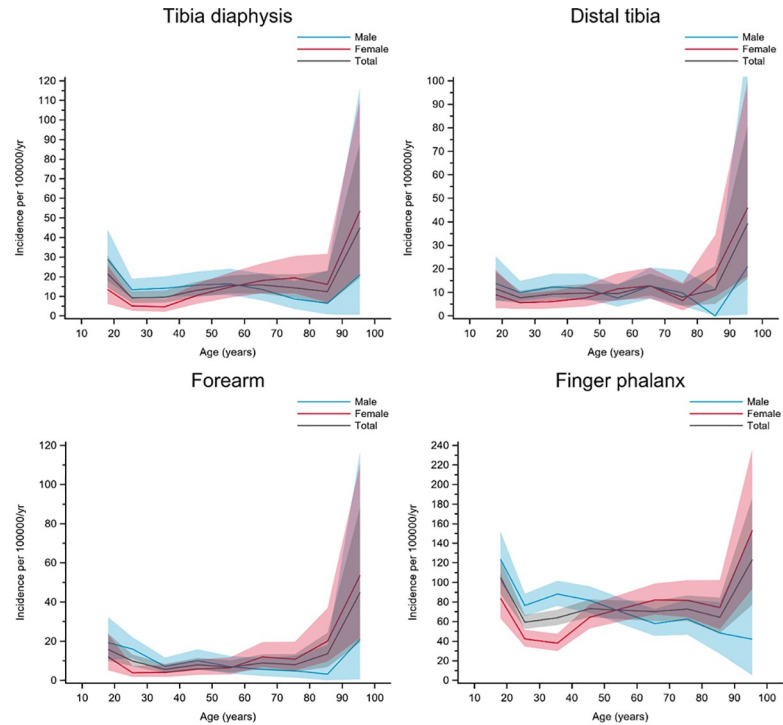 Tibia diaphysis
Male
Female
Total
120
110
100
90
80
70
60
50
40
30
20
10
0
Incidence per 100000/yr
10 20 30 40 50 60 70 80 90 100
Age (years)
Distal tibia
Male
Female
Total
100
90
80
70
60
50
40
30
20
10
0
Incidence per 100000/yr
10 20 30 40 50 60 70 80 90 100
Age (years)
Forearm
Male
Female
Total
120
100
80
60
40
20
0
Incidence per 100000/yr
10 20 30 40 50 60 70 80 90 100
Age (years)
Finger phalanx
Male
Female
Total
240
220
200
180
160
140
120
100
80
60
40
20
0
Incidence per 100000/yr
10 20 30 40 50 60 70 80 90 100
Age (years)